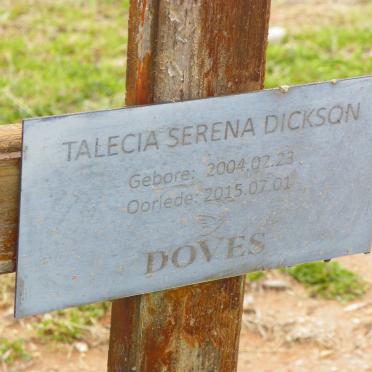 TALECIA SERENA DICKSON
Gebore: 2004.02.23
Oorlede: 2015.07.01
DOVES